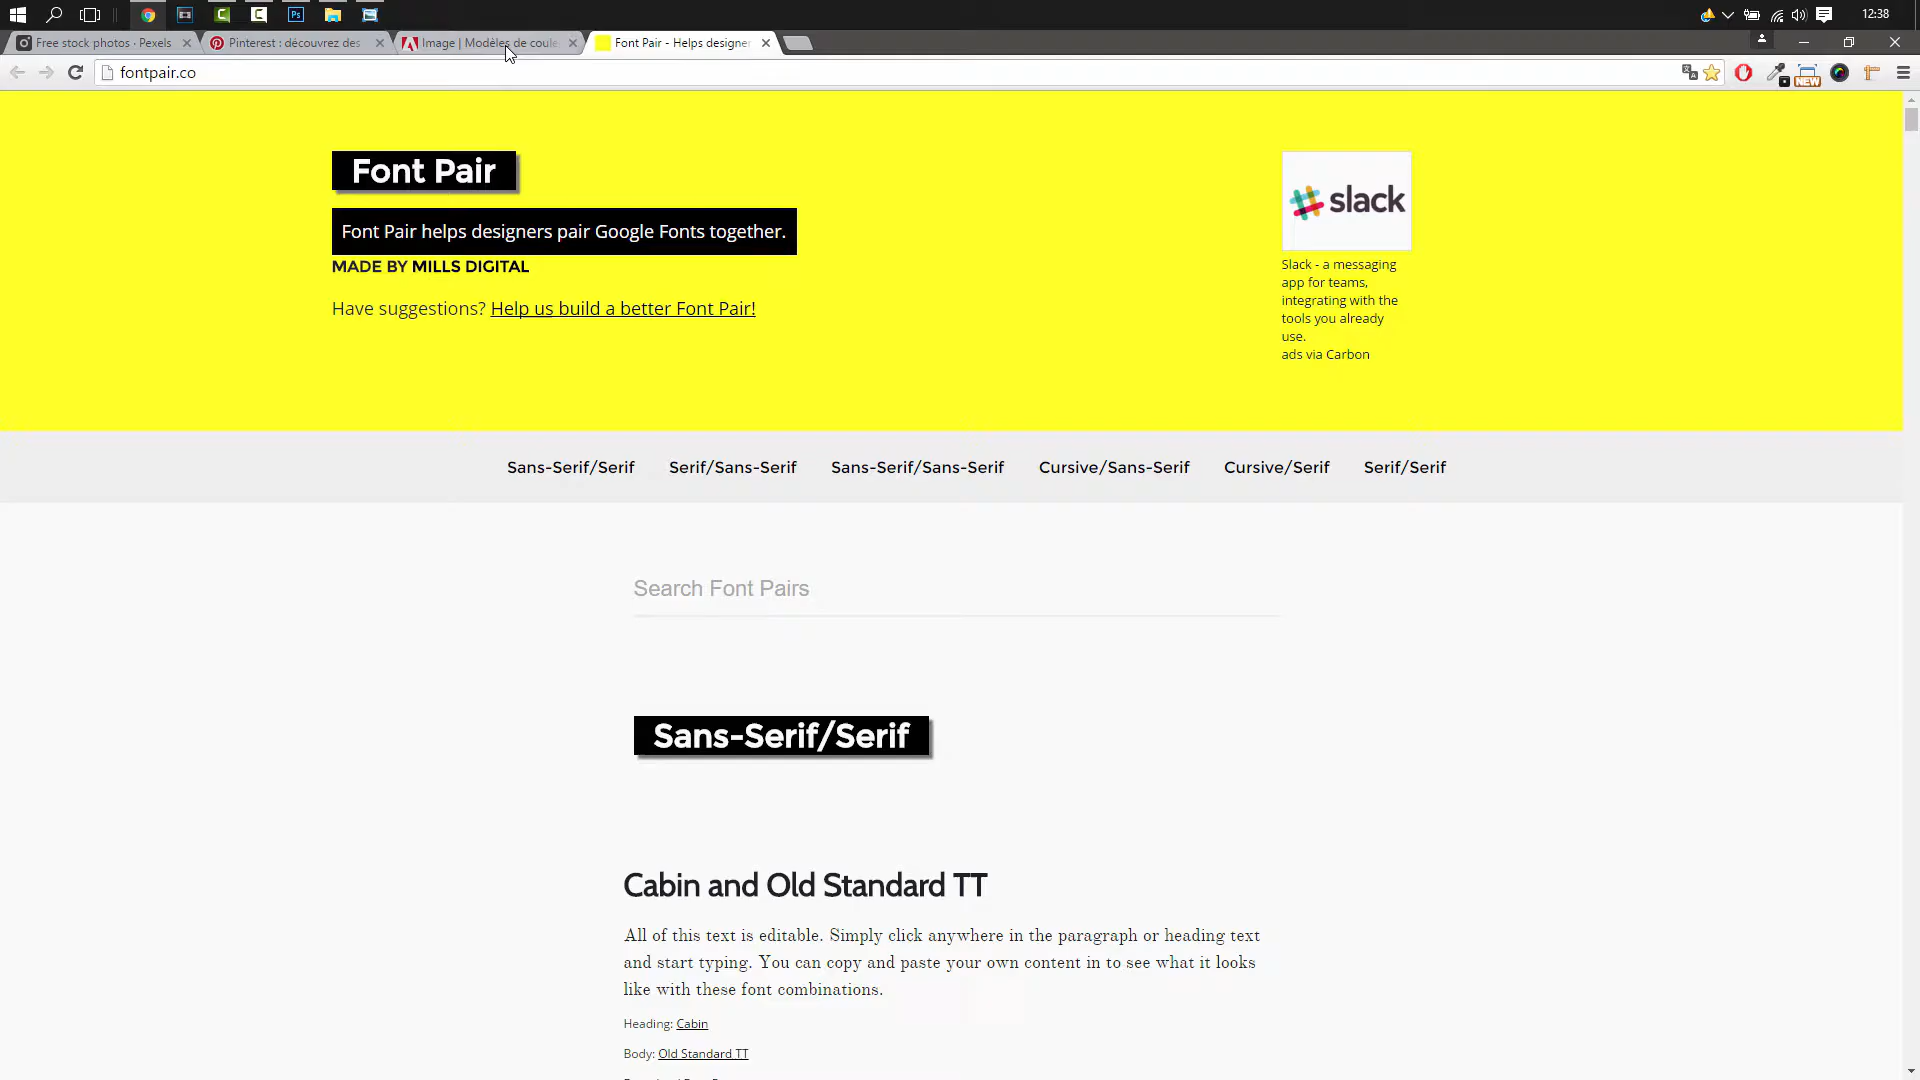 12:38
Free stock photos · Pexels
Pinterest : découvrez des
Image | Modèles de coule
Font Pair - Helps designer
fontpair.co
NEW
Font Pair
Font Pair helps designers pair Google Fonts together.
MADE BY MILLS DIGITAL
Have suggestions? Help us build a better Font Pair!
slack
Slack - a messaging
app for teams,
integrating with the
tools you already
use.
ads via Carbon
Sans-Serif/Serif
Serif/Sans-Serif
Sans-Serif/Sans-Serif
Cursive/Sans-Serif
Cursive/Serif
Serif/Serif
Search Font Pairs
Sans-Serif/Serif
Cabin and Old Standard TT
All of this text is editable. Simply click anywhere in the paragraph or heading text
and start typing. You can copy and paste your own content in to see what it looks
like with these font combinations.
Heading: Cabin
Body: Old Standard TT